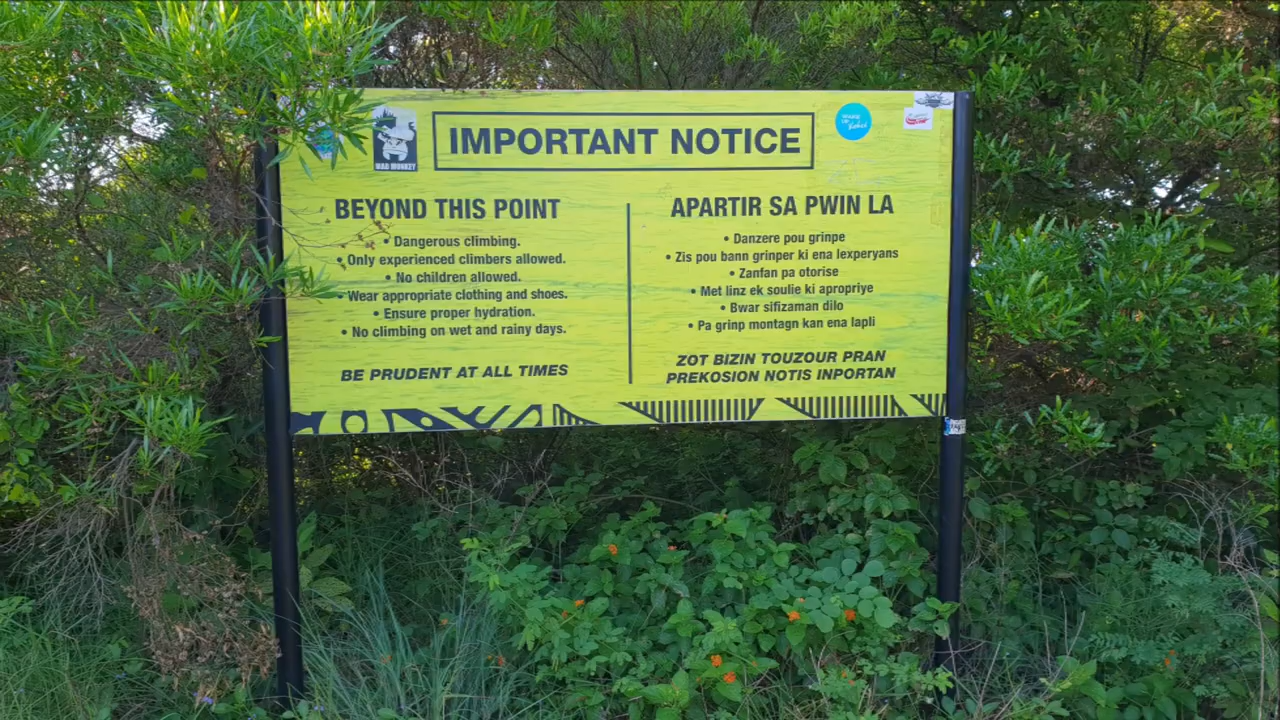 IMPORTANT NOTICE
MAD MONKEY
BEYOND THIS POINT
• Dangerous climbing.
• Only experienced climbers allowed.
• No children allowed.
• Wear appropriate clothing and shoes.
• Ensure proper hydration.
• No climbing on wet and rainy days.
BE PRUDENT AT ALL TIMES
APARTIR SA PWIN LA
• Danzere pou grinpe
• Zis pou bann grinper ki ena lexperyans
• Zanfan pa otorise
• Met linz ek soulie ki apropriye
• Bwar sifizaman dilo
• Pa grinp montagn kan ena lapli
ZOT BIZIN TOUZOUR PRAN
PREKOSION NOTIS INPORTAN